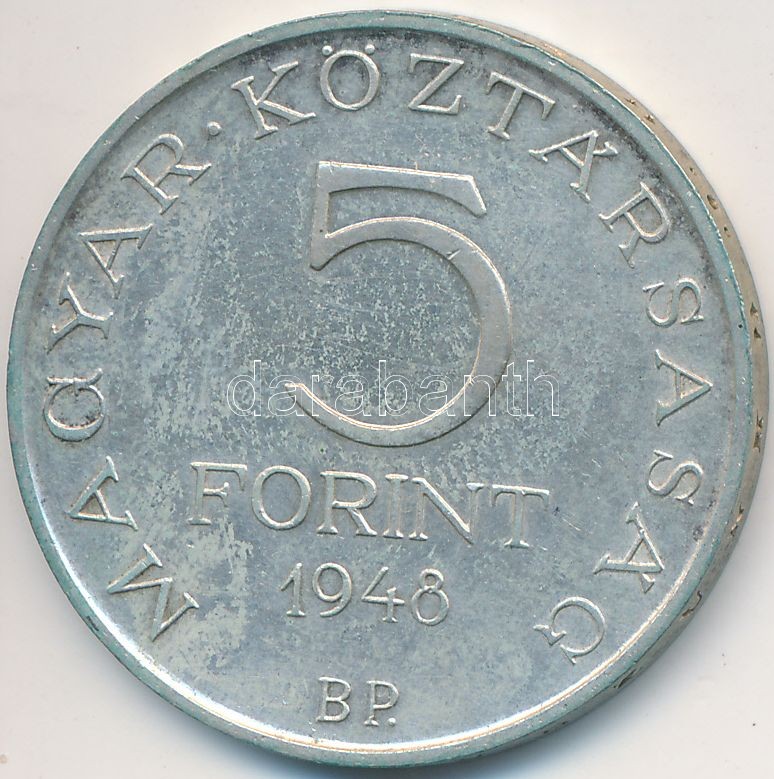 MAGYAR·KÖZTÁRSASÁG
5
FORINT
1948
BP.
darabanth